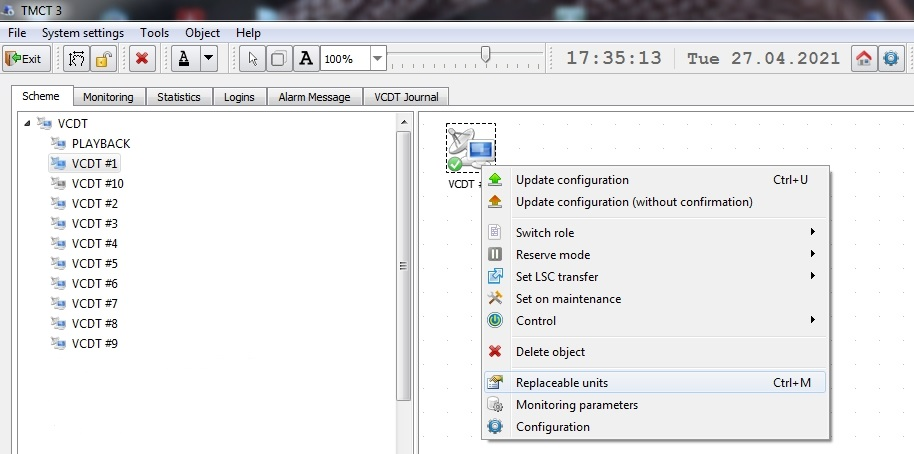 TMCT 3
File System settings Tools Object Help
Exit A A 100% 17:35:13 Tue 27.04.2021
Scheme Monitoring Statistics Logins Alarm Message VCDT Journal
VCDT
PLAYBACK
VCDT #1
VCDT #10
VCDT #2
VCDT #3
VCDT #4
VCDT #5
VCDT #6
VCDT #7
VCDT #8
VCDT #9
VCDT #
Update configuration Ctrl+U
Update configuration (without confirmation)
Switch role
Reserve mode
Set LSC transfer
Set on maintenance
Control
Delete object
Replaceable units Ctrl+M
Monitoring parameters
Configuration